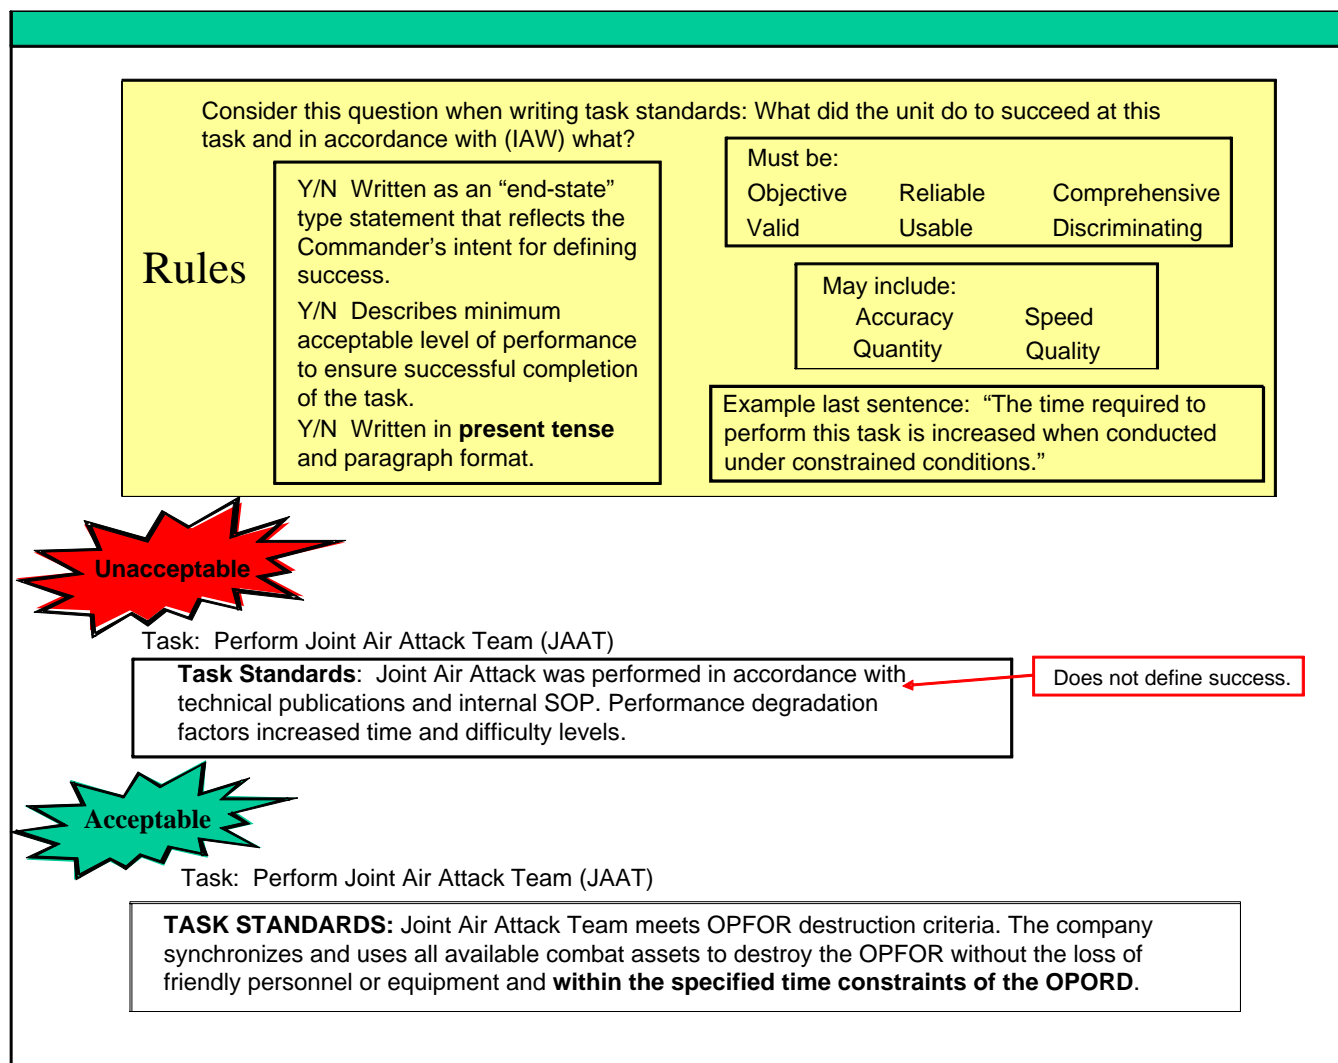 Consider this question when writing task standards: What did the unit do to succeed at this
task and in accordance with (IAW) what?
Rules
Y/N  Written as an “end-state”
type statement that reflects the
Commander’s intent for defining
success.
Y/N  Describes minimum
acceptable level of performance
to ensure successful completion
of the task.
Y/N  Written in present tense
and paragraph format.
Must be:
Objective Reliable Comprehensive
Valid Usable Discriminating
May include:
Accuracy Speed
Quantity Quality
Example last sentence:  “The time required to
perform this task is increased when conducted
under constrained conditions.”
Unacceptable
Task:  Perform Joint Air Attack Team (JAAT)
Task Standards:  Joint Air Attack was performed in accordance with
technical publications and internal SOP. Performance degradation
factors increased time and difficulty levels.
Does not define success.
Acceptable
Task:  Perform Joint Air Attack Team (JAAT)
TASK STANDARDS: Joint Air Attack Team meets OPFOR destruction criteria. The company
synchronizes and uses all available combat assets to destroy the OPFOR without the loss of
friendly personnel or equipment and within the specified time constraints of the OPORD.